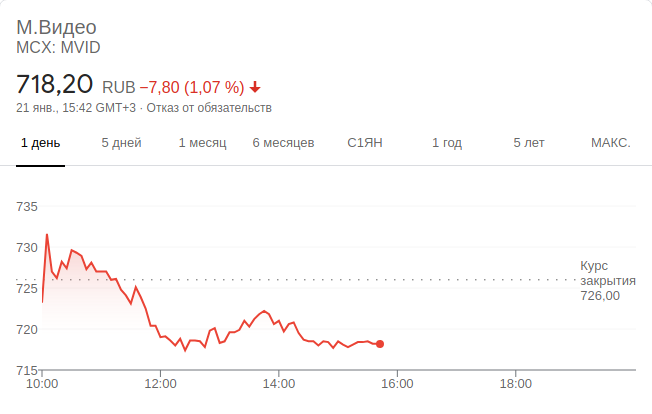 М.Видео
MCX: MVID
718,20 RUB −7,80 (1,07 %)
21 янв., 15:42 GMT+3 · Отказ от обязательств
1 день 5 дней 1 месяц 6 месяцев С1ЯН 1 год 5 лет МАКС.
735
730
725
720
715
Курс
закрытия
726,00
10:00 12:00 14:00 16:00 18:00